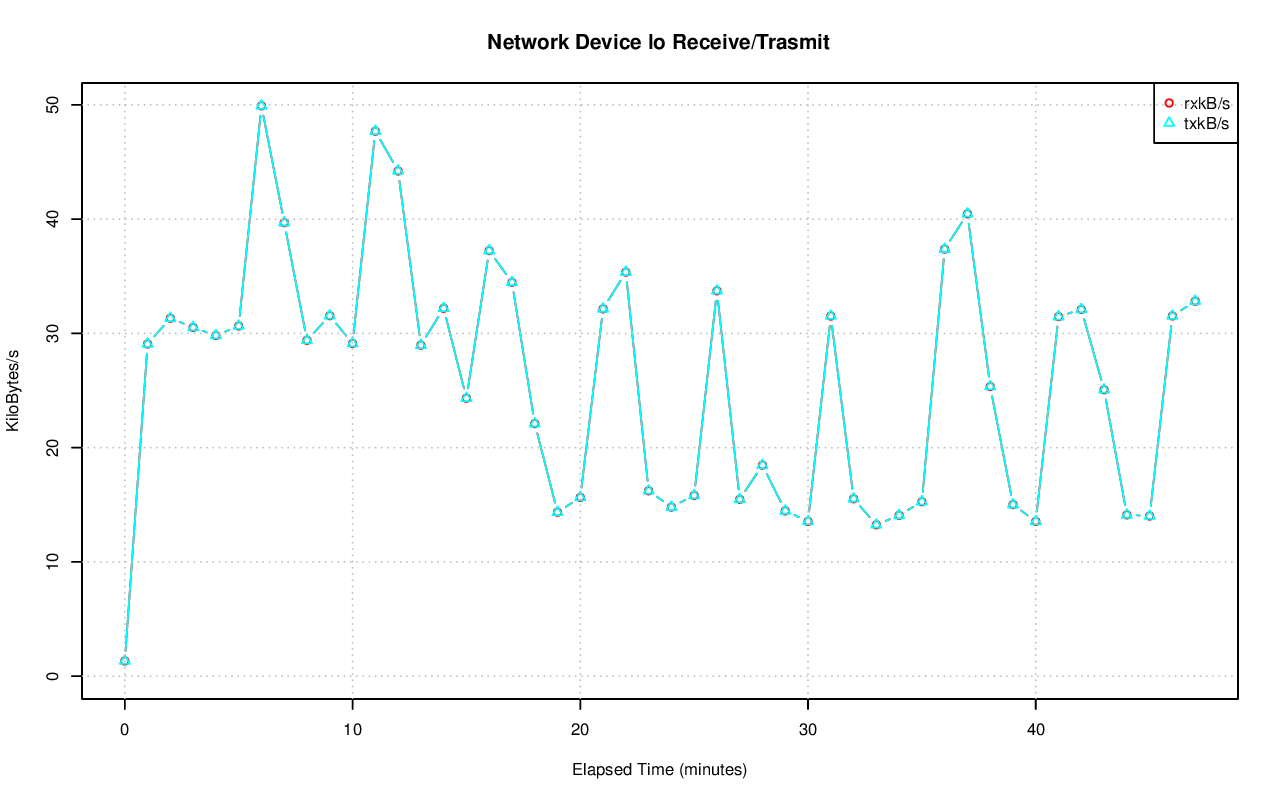 Network Device lo Receive/Trasmit
rxkB/s
txkB/s
KiloBytes/s
50
40
30
20
10
0
0 10 20 30 40
Elapsed Time (minutes)